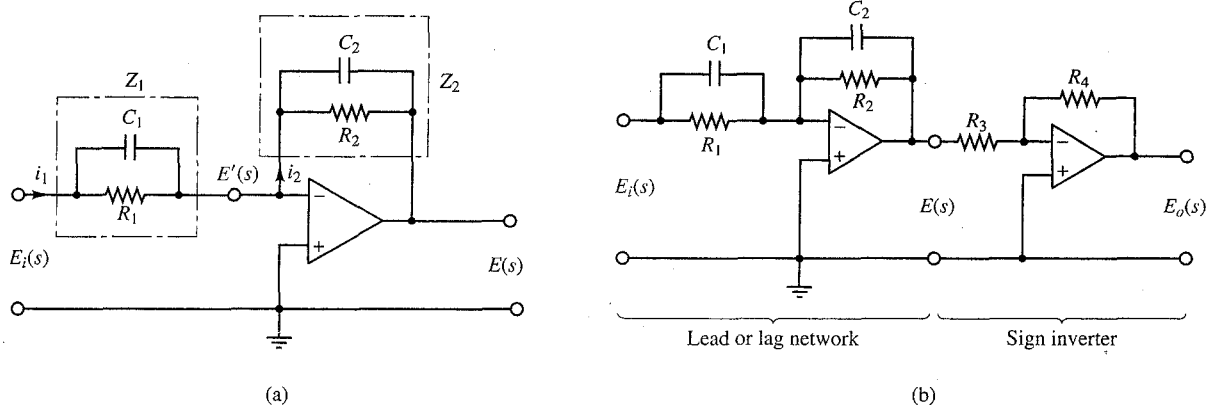 C₂
Z₁
Z₂
C₁
R₂
i₁
E′(s)
i₂
R₁
−
+
Eᵢ(s)
E(s)
(a)
C₂
C₁
R₂
R₄
R₃
R₁
−
+
−
+
Eᵢ(s)
E(s)
Eₒ(s)
Lead or lag network
Sign inverter
(b)